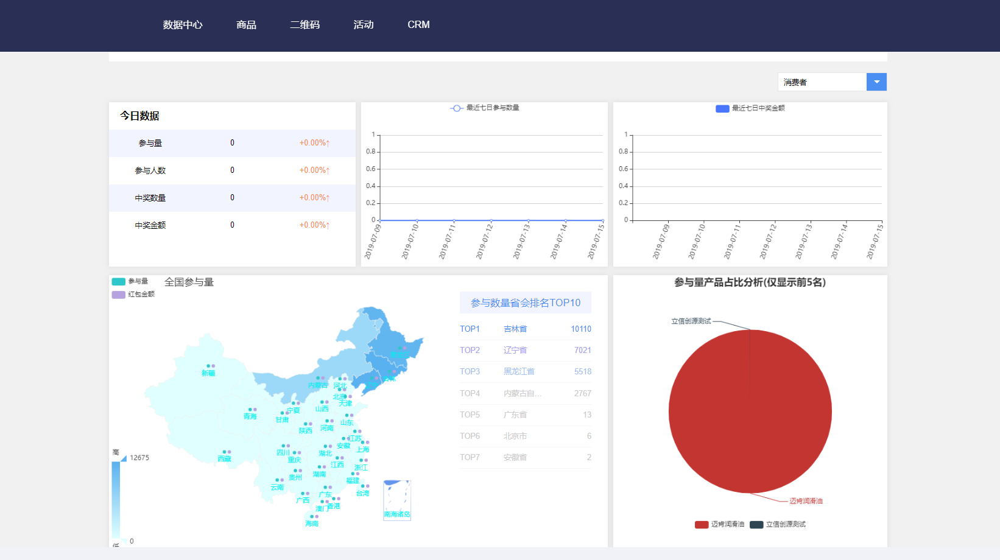 数据中心 商品 二维码 活动 CRM
消费者
今日数据
参与量 0 +0.00%↑
参与人数 0 +0.00%↑
中奖数量 0 +0.00%↑
中奖金额 0 +0.00%↑
最近七日参与数量
1
0.8
0.6
0.4
0.2
0
2019-07-09 2019-07-10 2019-07-11 2019-07-12 2019-07-13 2019-07-14 2019-07-15
最近七日中奖金额
1
0.8
0.6
0.4
0.2
0
2019-07-09 2019-07-10 2019-07-11 2019-07-12 2019-07-13 2019-07-14 2019-07-15
参与量
红包金额
全国参与量
新疆
内蒙古 河北
北京
天津
宁夏 山西
青海 甘肃
山东
陕西 河南
江苏
安徽 上海
四川 湖北
重庆
西藏
江西 浙江
湖南
贵州
福建
云南
台湾
广东
广西
香港
澳门
海南
南海诸岛
高
12675
0
低
参与数量省会排名TOP10
TOP1 吉林省 10110
TOP2 辽宁省 7021
TOP3 黑龙江省 5518
TOP4 内蒙古自... 2767
TOP5 广东省 13
TOP6 北京市 6
TOP7 安徽省 2
参与量产品占比分析(仅显示前5名)
立信创源测试
迈肯润滑油
迈肯润滑油 立信创源测试